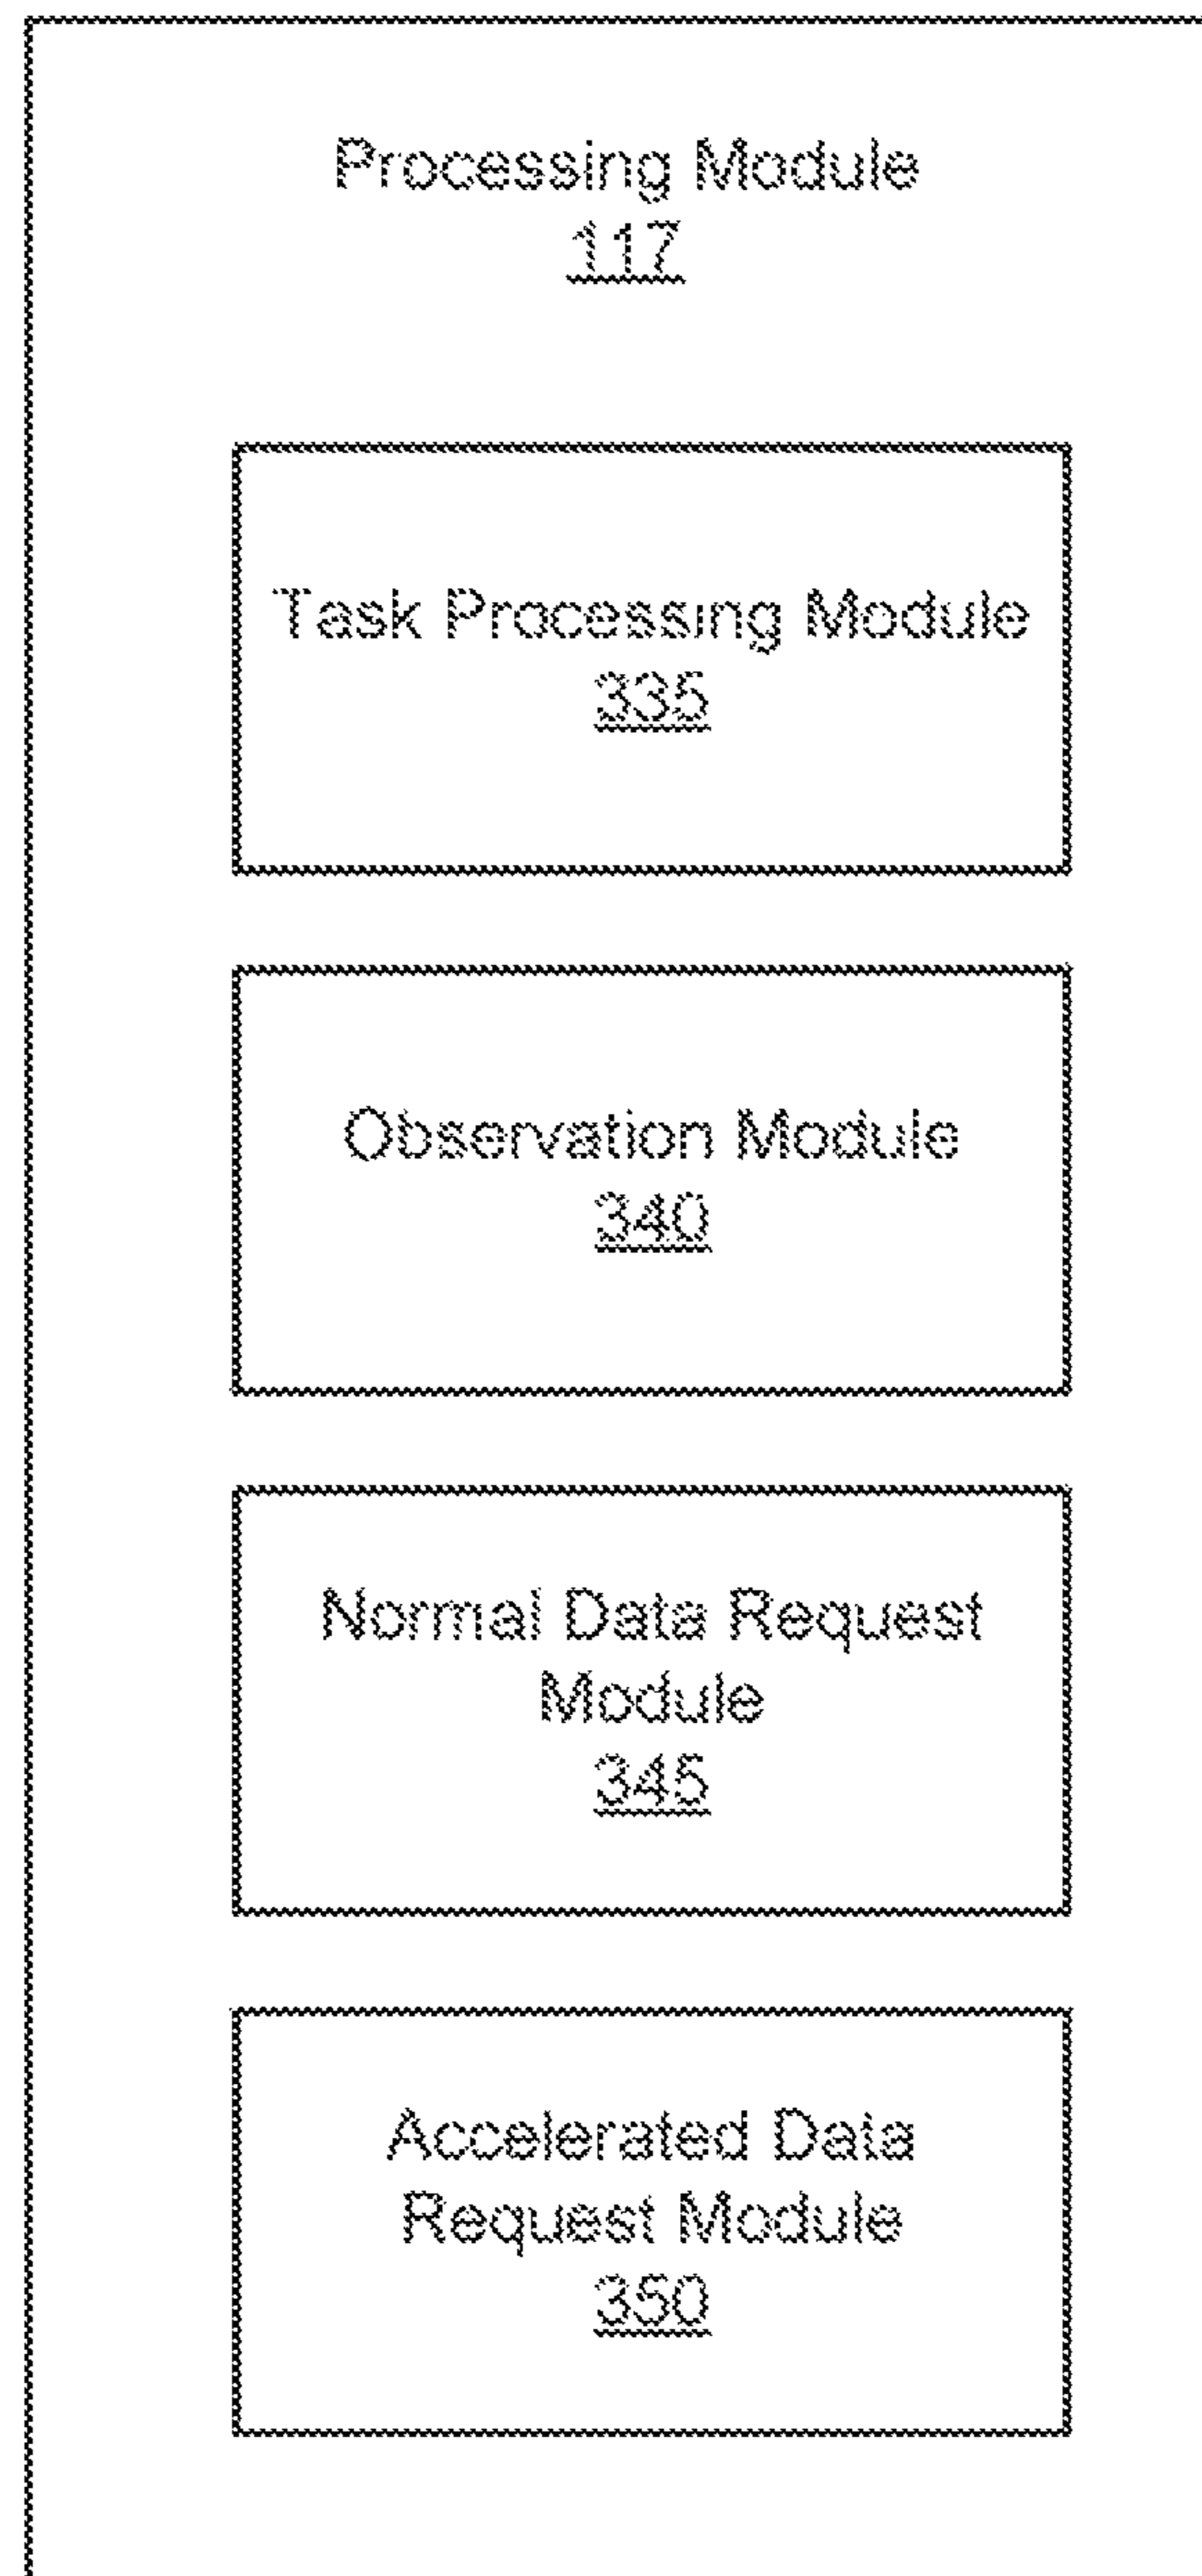 Processing Module
117
Task Processing Module
335
Observation Module
340
Normal Data Request
Module
345
Accelerated Data
Request Module
350